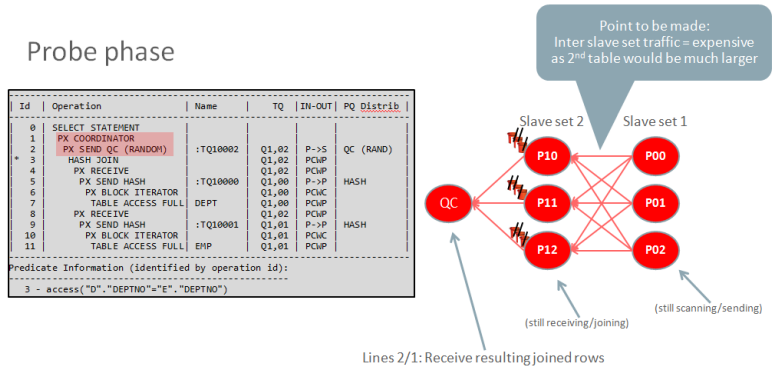 Probe phase
Point to be made:
Inter slave set traffic = expensive
as 2nd table would be much larger
| Id | Operation | Name | TQ |IN-OUT| PQ Distrib |
| 0 | SELECT STATEMENT | | | | |
| 1 | PX COORDINATOR | | | | |
| 2 | PX SEND QC (RANDOM) | :TQ10002 | Q1,02 | P->S | QC (RAND) |
|* 3 | HASH JOIN | | Q1,02 | PCWP | |
| 4 | PX RECEIVE | | Q1,02 | PCWP | |
| 5 | PX SEND HASH | :TQ10000 | Q1,00 | P->P | HASH |
| 6 | PX BLOCK ITERATOR | | Q1,00 | PCWC | |
| 7 | TABLE ACCESS FULL| DEPT | Q1,00 | PCWP | |
| 8 | PX RECEIVE | | Q1,02 | PCWP | |
| 9 | PX SEND HASH | :TQ10001 | Q1,01 | P->P | HASH |
| 10 | PX BLOCK ITERATOR | | Q1,01 | PCWC | |
| 11 | TABLE ACCESS FULL| EMP | Q1,01 | PCWP | |
Predicate Information (identified by operation id):
3 - access("D"."DEPTNO"="E"."DEPTNO")
Slave set 2
Slave set 1
P10
P00
QC
P11
P01
P12
P02
(still receiving/joining)
(still scanning/sending)
Lines 2/1: Receive resulting joined rows